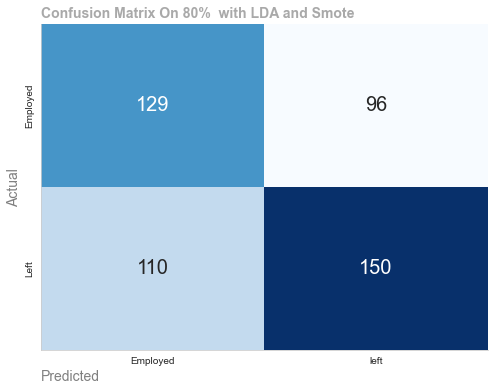 Confusion Matrix On 80%  with LDA and Smote
Actual
Employed
129
96
Left
110
150
Employed
left
Predicted